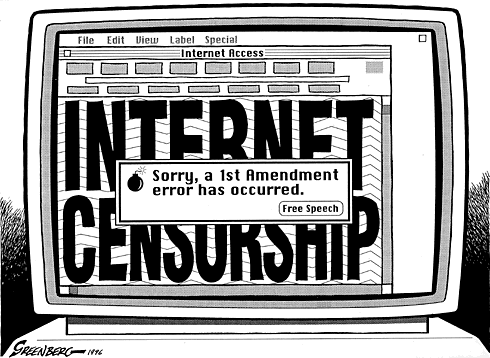 File Edit View Label Special
Internet Access
INTERNET
Sorry, a 1st Amendment
error has occurred.
Free Speech
CENSORSHIP
GREENBERG—1996